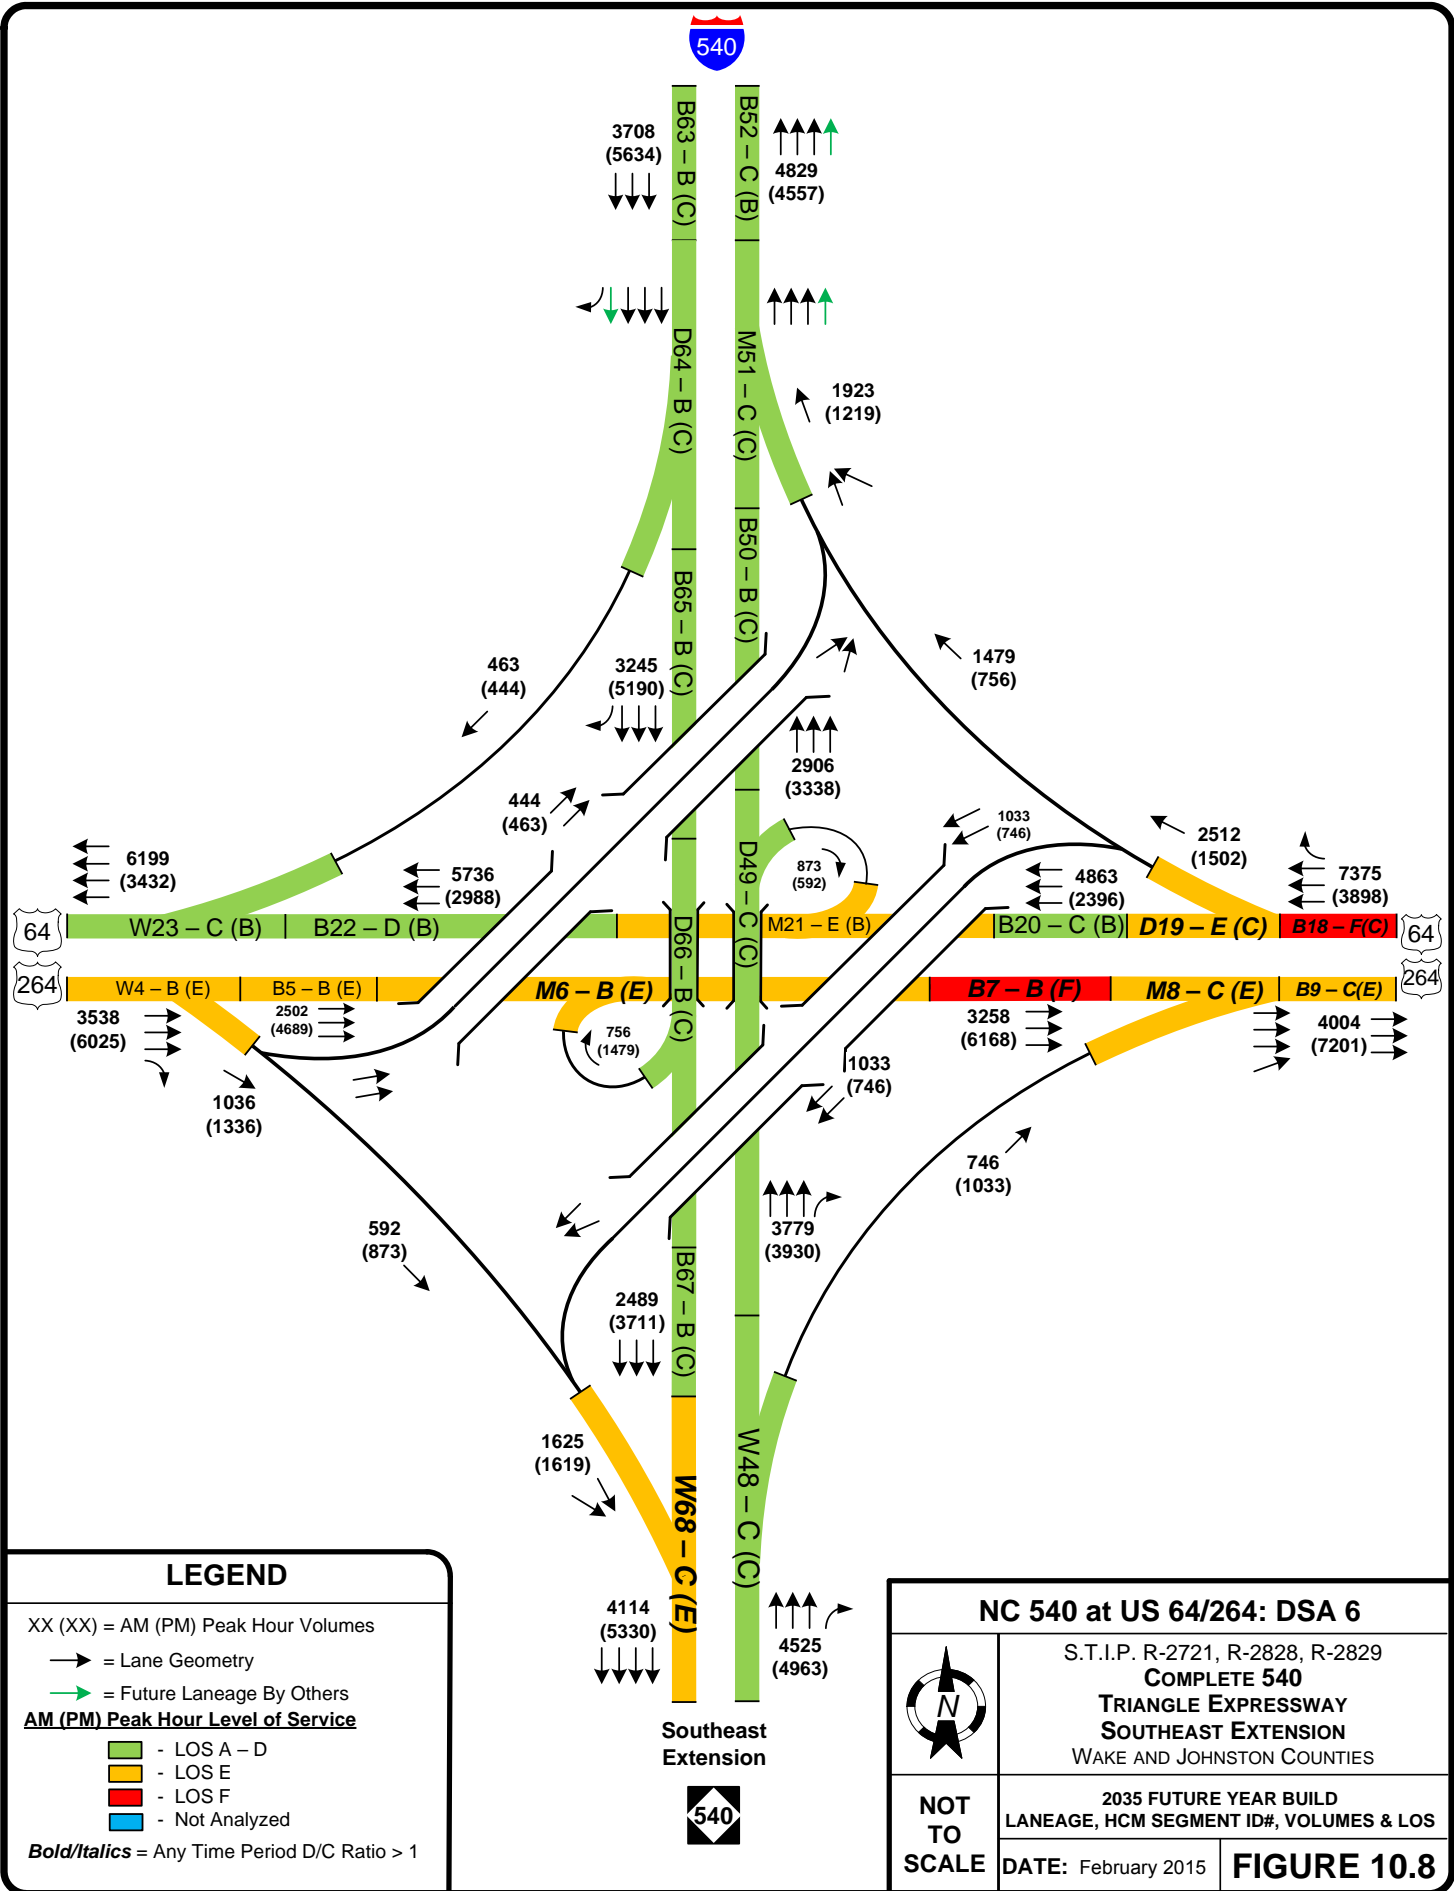 540
B63 – B (C)
B52 – C (B)
3708
(5634)
4829
(4557)
D64 – B (C)
M51 – C (C)
1923
(1219)
B65 – B (C)
B50 – B (C)
463
(444)
3245
(5190)
1479
(756)
2906
(3338)
444
(463)
1033
(746)
2512
(1502)
873
(592)
D49 – C (C)
6199
(3432)
5736
(2988)
4863
(2396)
7375
(3898)
64
W23 – C (B)
B22 – D (B)
D66 – B (C)
M21 – E (B)
B20 – C (B)
D19 – E (C)
B18 – F(C)
64
264
W4 – B (E)
B5 – B (E)
M6 – B (E)
B7 – B (F)
M8 – C (E)
B9 – C(E)
264
3538
(6025)
2502
(4689)
756
(1479)
3258
(6168)
4004
(7201)
1036
(1336)
1033
(746)
746
(1033)
592
(873)
3779
(3930)
B67 – B (C)
2489
(3711)
1625
(1619)
W68 – C (E)
W48 – C (C)
4114
(5330)
4525
(4963)
Southeast
Extension
540
LEGEND
XX (XX) = AM (PM) Peak Hour Volumes
= Lane Geometry
= Future Laneage By Others
AM (PM) Peak Hour Level of Service
- LOS A – D
- LOS E
- LOS F
- Not Analyzed
Bold/Italics = Any Time Period D/C Ratio > 1
NC 540 at US 64/264: DSA 6
N
S.T.I.P. R-2721, R-2828, R-2829
COMPLETE 540
TRIANGLE EXPRESSWAY
SOUTHEAST EXTENSION
WAKE AND JOHNSTON COUNTIES
NOT
TO
SCALE
2035 FUTURE YEAR BUILD
LANEAGE, HCM SEGMENT ID#, VOLUMES & LOS
DATE: February 2015
FIGURE 10.8